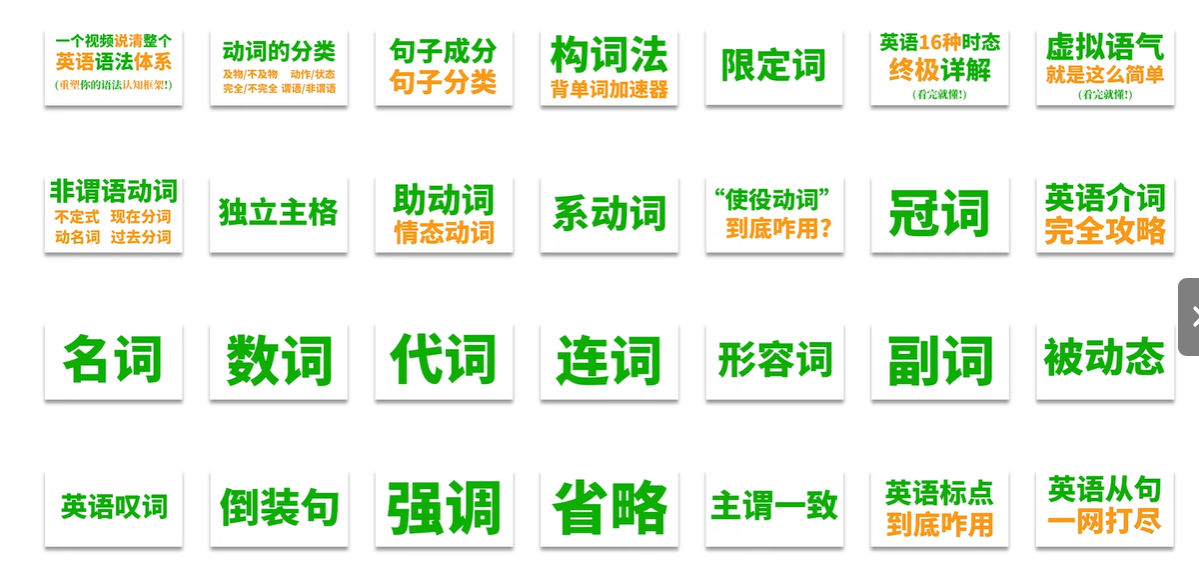 一个视频说清整个
英语语法体系
(重塑你的语法认知框架!)
动词的分类
及物/不及物 动作/状态
完全/不完全 谓语/非谓语
句子成分
句子分类
构词法
背单词加速器
限定词
英语16种时态
终极详解
(看完就懂!)
虚拟语气
就是这么简单
(看完就懂!)
非谓语动词
不定式 现在分词
动名词 过去分词
独立主格
助动词
情态动词
系动词
“使役动词”
到底咋用?
冠词
英语介词
完全攻略
名词
数词
代词
连词
形容词
副词
被动态
英语叹词
倒装句
强调
省略
主谓一致
英语标点
到底咋用
英语从句
一网打尽